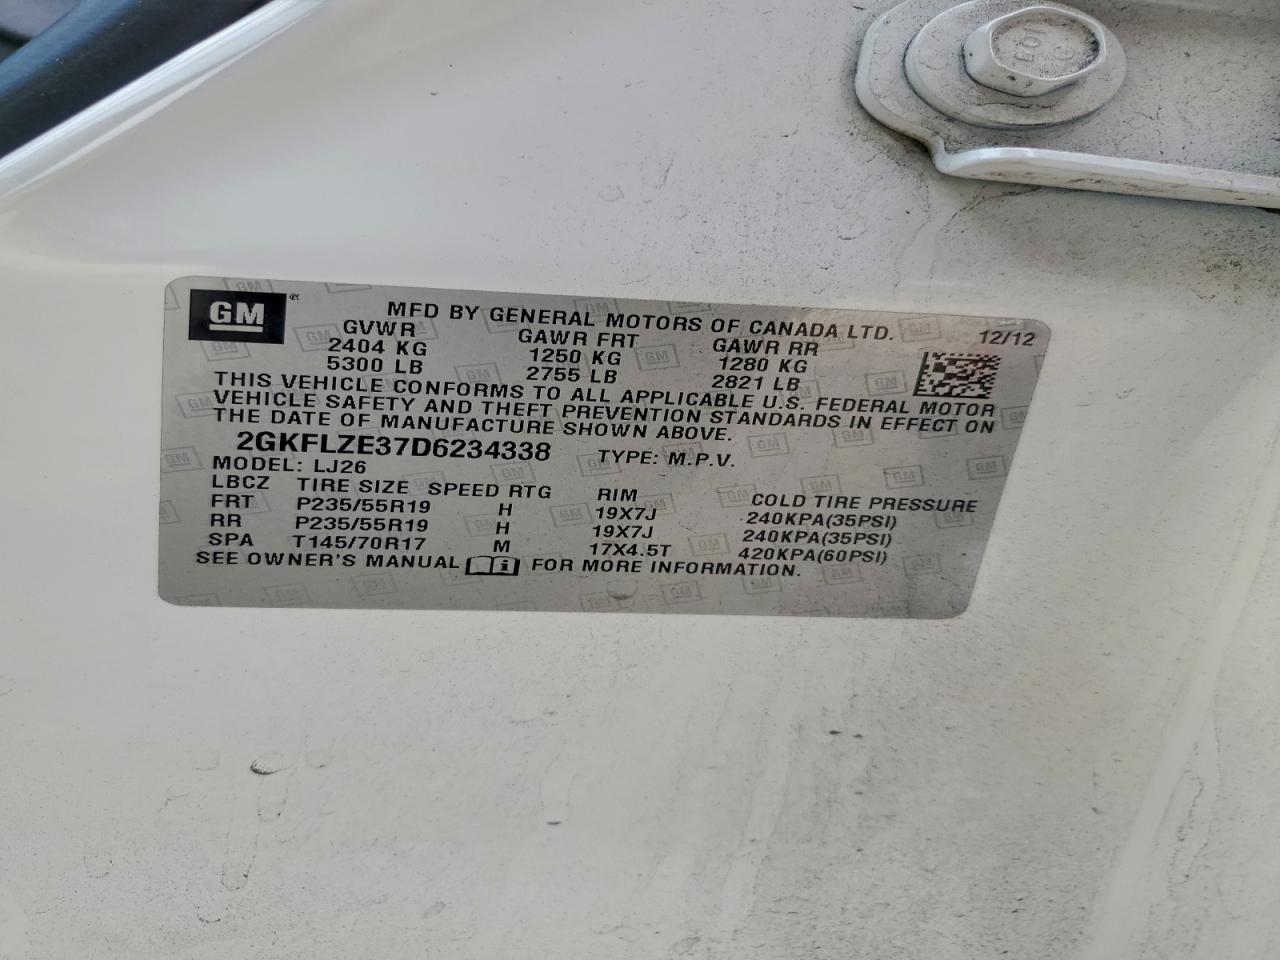 GM
MFD BY GENERAL MOTORS OF CANADA LTD. 12/12
GVWR GAWR FRT GAWR RR
2404 KG 1250 KG 1280 KG
5300 LB 2755 LB 2821 LB
THIS VEHICLE CONFORMS TO ALL APPLICABLE U.S. FEDERAL MOTOR
VEHICLE SAFETY AND THEFT PREVENTION STANDARDS IN EFFECT ON
THE DATE OF MANUFACTURE SHOWN ABOVE.
2GKFLZE37D6234338 TYPE: M.P.V.
MODEL: LJ26
LBCZ TIRE SIZE SPEED RTG RIM COLD TIRE PRESSURE
FRT P235/55R19 H 19X7J 240KPA(35PSI)
RR P235/55R19 H 19X7J 240KPA(35PSI)
SPA T145/70R17 M 17X4.5T 420KPA(60PSI)
SEE OWNER'S MANUAL FOR MORE INFORMATION.